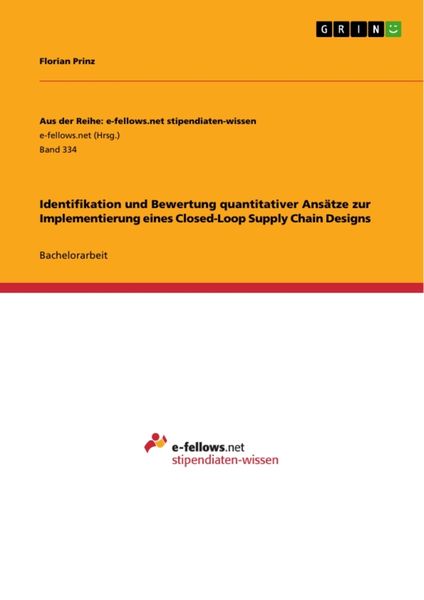 GRIN
Florian Prinz
Aus der Reihe: e-fellows.net stipendiaten-wissen
e-fellows.net (Hrsg.)
Band 334
Identifikation und Bewertung quantitativer Ansätze zur
Implementierung eines Closed-Loop Supply Chain Designs
Bachelorarbeit
e-fellows.net
stipendiaten-wissen